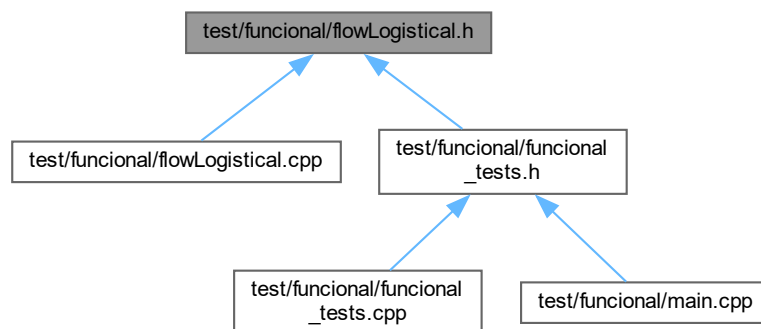 test/funcional/flowLogistical.h
test/funcional/flowLogistical.cpp
test/funcional/funcional
_tests.h
test/funcional/funcional
_tests.cpp
test/funcional/main.cpp